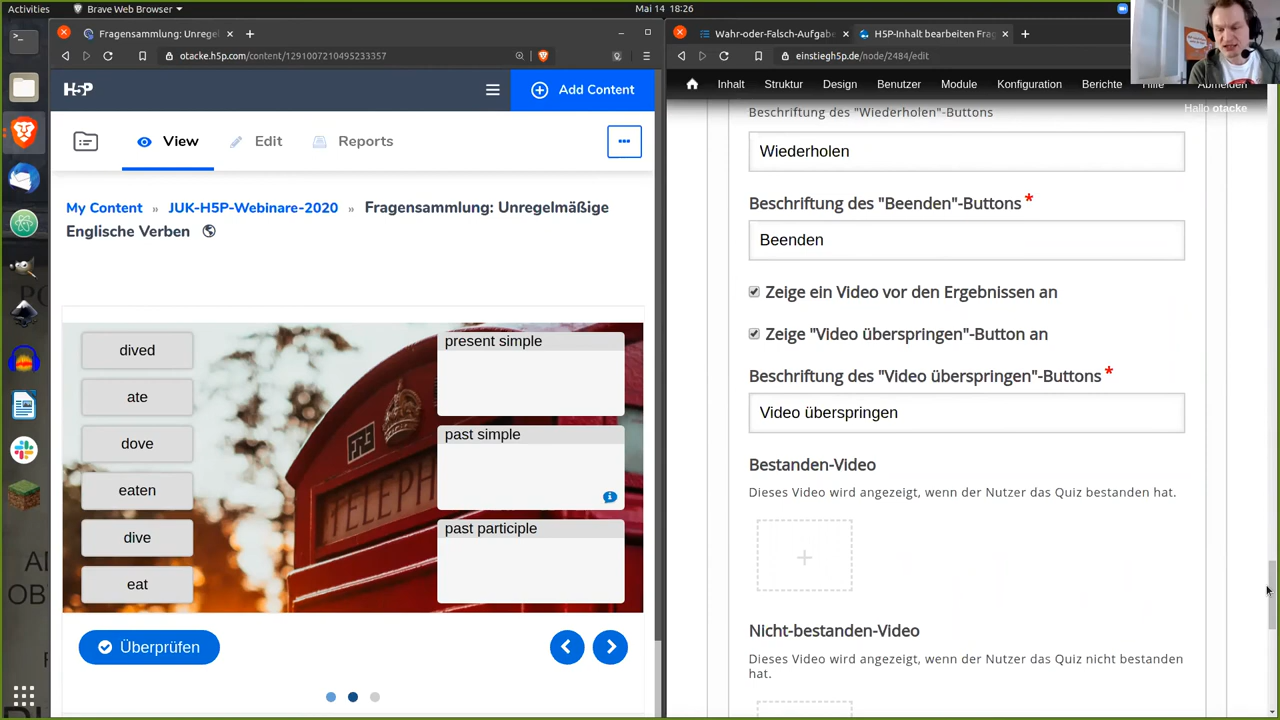 Activities
Brave Web Browser
Mai 14 18:26
Fragensammlung: Unregel
otacke.h5p.com/content/1291007210495233357
H5P
Add Content
View
Edit
Reports
My Content » JUK-H5P-Webinare-2020 » Fragensammlung: Unregelmäßige
Englische Verben
dived
ate
dove
eaten
dive
eat
present simple
past simple
past participle
TELEPH
Überprüfen
Wahr-oder-Falsch-Aufgabe
H5P-Inhalt bearbeiten Frag
einstiegh5p.de/node/2484/edit
Inhalt
Struktur
Design
Benutzer
Module
Konfiguration
Berichte
Hilfe
Abmelden
Hallo otacke
Beschriftung des "Wiederholen"-Buttons
Wiederholen
Beschriftung des "Beenden"-Buttons *
Beenden
Zeige ein Video vor den Ergebnissen an
Zeige "Video überspringen"-Button an
Beschriftung des "Video überspringen"-Buttons *
Video überspringen
Bestanden-Video
Dieses Video wird angezeigt, wenn der Nutzer das Quiz bestanden hat.
Nicht-bestanden-Video
Dieses Video wird angezeigt, wenn der Nutzer das Quiz nicht bestanden
hat.